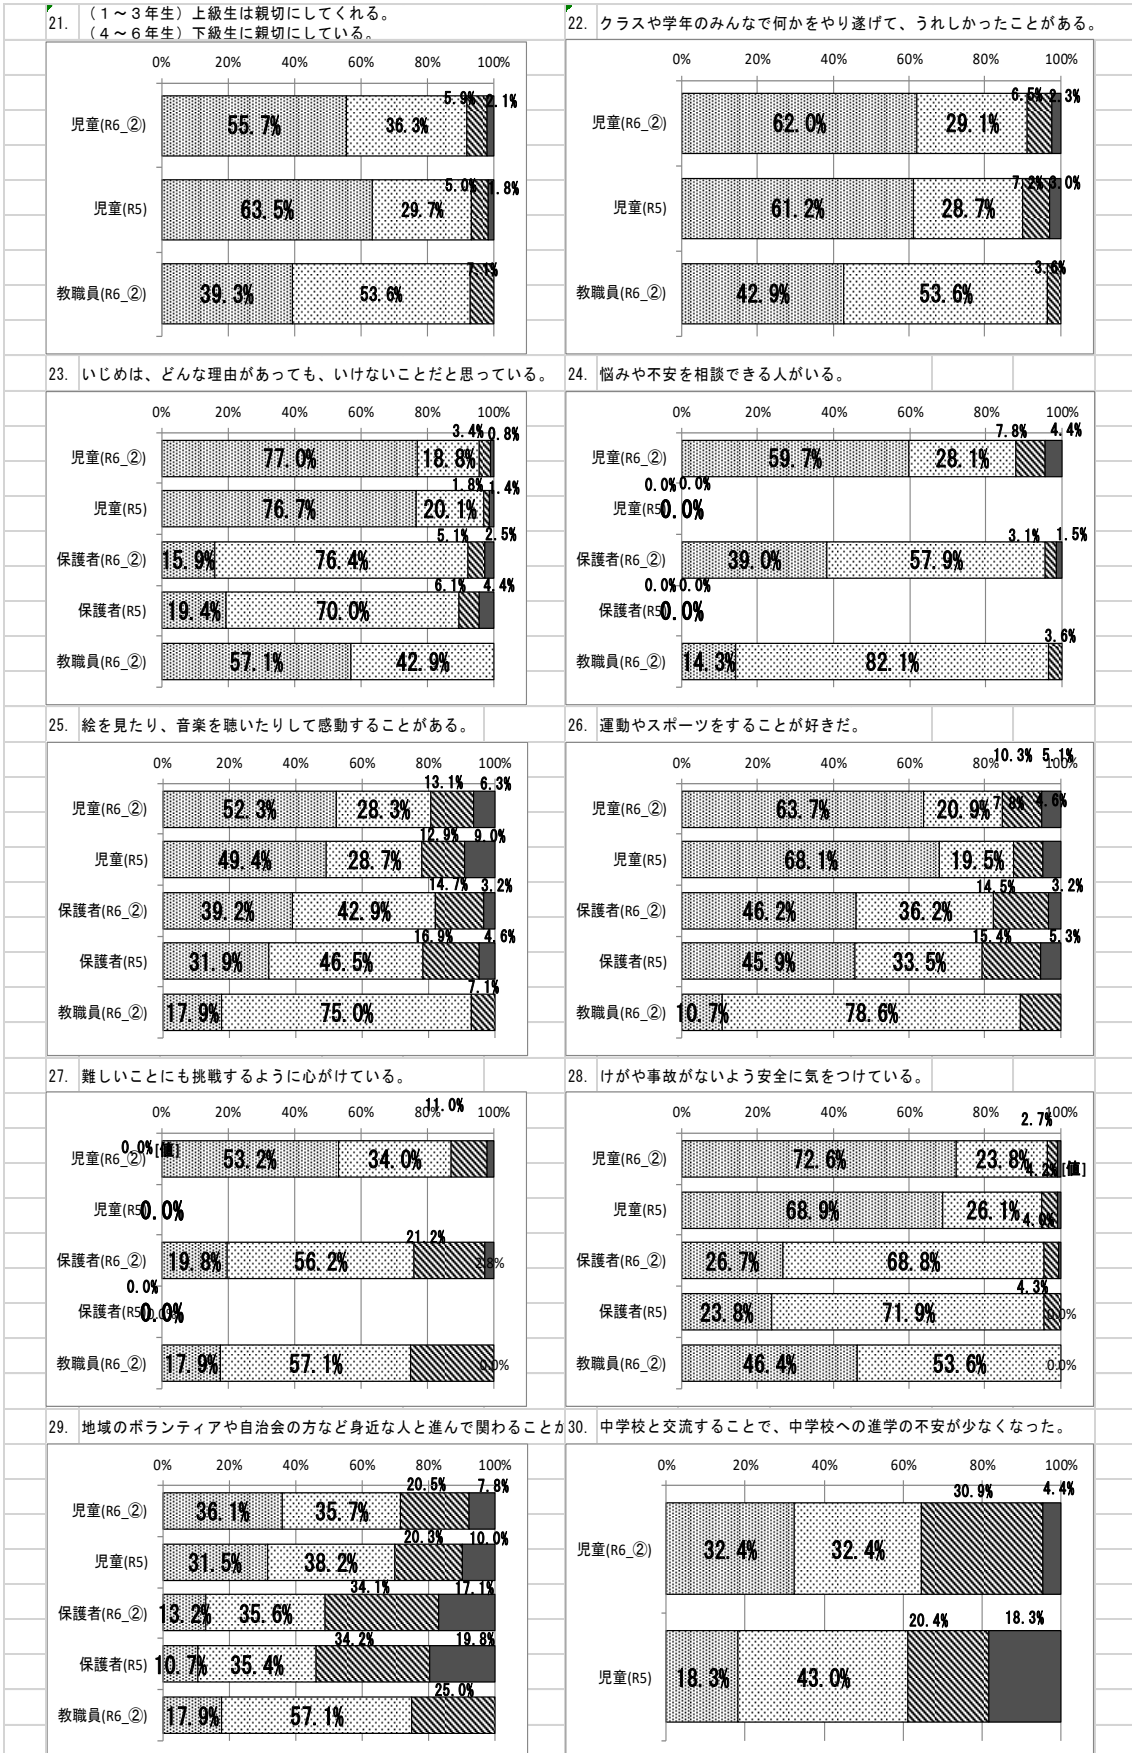 21.
（１～３年生）上級生は親切にしてくれる。
（４～６年生）下級生に親切にしている。
0% 20% 40% 60% 80% 100%
児童(R6_②) 55.7% 36.3% 5.9% 2.1%
児童(R5) 63.5% 29.7% 5.0% 1.8%
教職員(R6_②) 39.3% 53.6% 7.1%
22. クラスや学年のみんなで何かをやり遂げて、うれしかったことがある。
0% 20% 40% 60% 80% 100%
児童(R6_②) 62.0% 29.1% 6.5% 2.3%
児童(R5) 61.2% 28.7% 7.2% 3.0%
教職員(R6_②) 42.9% 53.6% 3.6%
23. いじめは、どんな理由があっても、いけないことだと思っている。
0% 20% 40% 60% 80% 100%
児童(R6_②) 77.0% 18.8% 3.4% 0.8%
児童(R5) 76.7% 20.1% 1.8% 1.4%
保護者(R6_②) 15.9% 76.4% 5.1% 2.5%
保護者(R5) 19.4% 70.0% 6.1% 4.4%
教職員(R6_②) 57.1% 42.9%
24. 悩みや不安を相談できる人がいる。
0% 20% 40% 60% 80% 100%
児童(R6_②) 59.7% 28.1% 7.8% 4.4%
児童(R5) 0.0% 0.0% 0.0%
保護者(R6_②) 39.0% 57.9% 3.1% 1.5%
保護者(R5) 0.0% 0.0% 0.0%
教職員(R6_②) 14.3% 82.1% 3.6%
25. 絵を見たり、音楽を聴いたりして感動することがある。
0% 20% 40% 60% 80% 100%
児童(R6_②) 52.3% 28.3% 13.1% 6.3%
児童(R5) 49.4% 28.7% 12.9% 9.0%
保護者(R6_②) 39.2% 42.9% 14.7% 3.2%
保護者(R5) 31.9% 46.5% 16.9% 4.6%
教職員(R6_②) 17.9% 75.0% 7.1%
26. 運動やスポーツをすることが好きだ。
0% 20% 40% 60% 80% 100%
児童(R6_②) 63.7% 20.9% 10.3% 5.1%
児童(R5) 68.1% 19.5% 7.8% 4.6%
保護者(R6_②) 46.2% 36.2% 14.5% 3.2%
保護者(R5) 45.9% 33.5% 15.4% 5.3%
教職員(R6_②) 10.7% 78.6%
27. 難しいことにも挑戦するように心がけている。
0% 20% 40% 60% 80% 100%
児童(R6_②) 53.2% 34.0% 11.0%
児童(R5) 0.0% 0.0% [値]
保護者(R6_②) 19.8% 56.2% 21.2% 2.8%
保護者(R5) 0.0% 0.0% 0.0%
教職員(R6_②) 17.9% 57.1% 0.0%
28. けがや事故がないよう安全に気をつけている。
0% 20% 40% 60% 80% 100%
児童(R6_②) 72.6% 23.8% 2.7%
児童(R5) 68.9% 26.1% 4.2% [値]
保護者(R6_②) 26.7% 68.8% 4.0%
保護者(R5) 23.8% 71.9% 4.3% 0.0%
教職員(R6_②) 46.4% 53.6% 0.0%
29. 地域のボランティアや自治会の方など身近な人と進んで関わることが
0% 20% 40% 60% 80% 100%
児童(R6_②) 36.1% 35.7% 20.5% 7.8%
児童(R5) 31.5% 38.2% 20.3% 10.0%
保護者(R6_②) 13.2% 35.6% 34.1% 17.1%
保護者(R5) 10.7% 35.4% 34.2% 19.8%
教職員(R6_②) 17.9% 57.1% 25.0%
30. 中学校と交流することで、中学校への進学の不安が少なくなった。
0% 20% 40% 60% 80% 100%
児童(R6_②) 32.4% 32.4% 30.9% 4.4%
児童(R5) 18.3% 43.0% 20.4% 18.3%